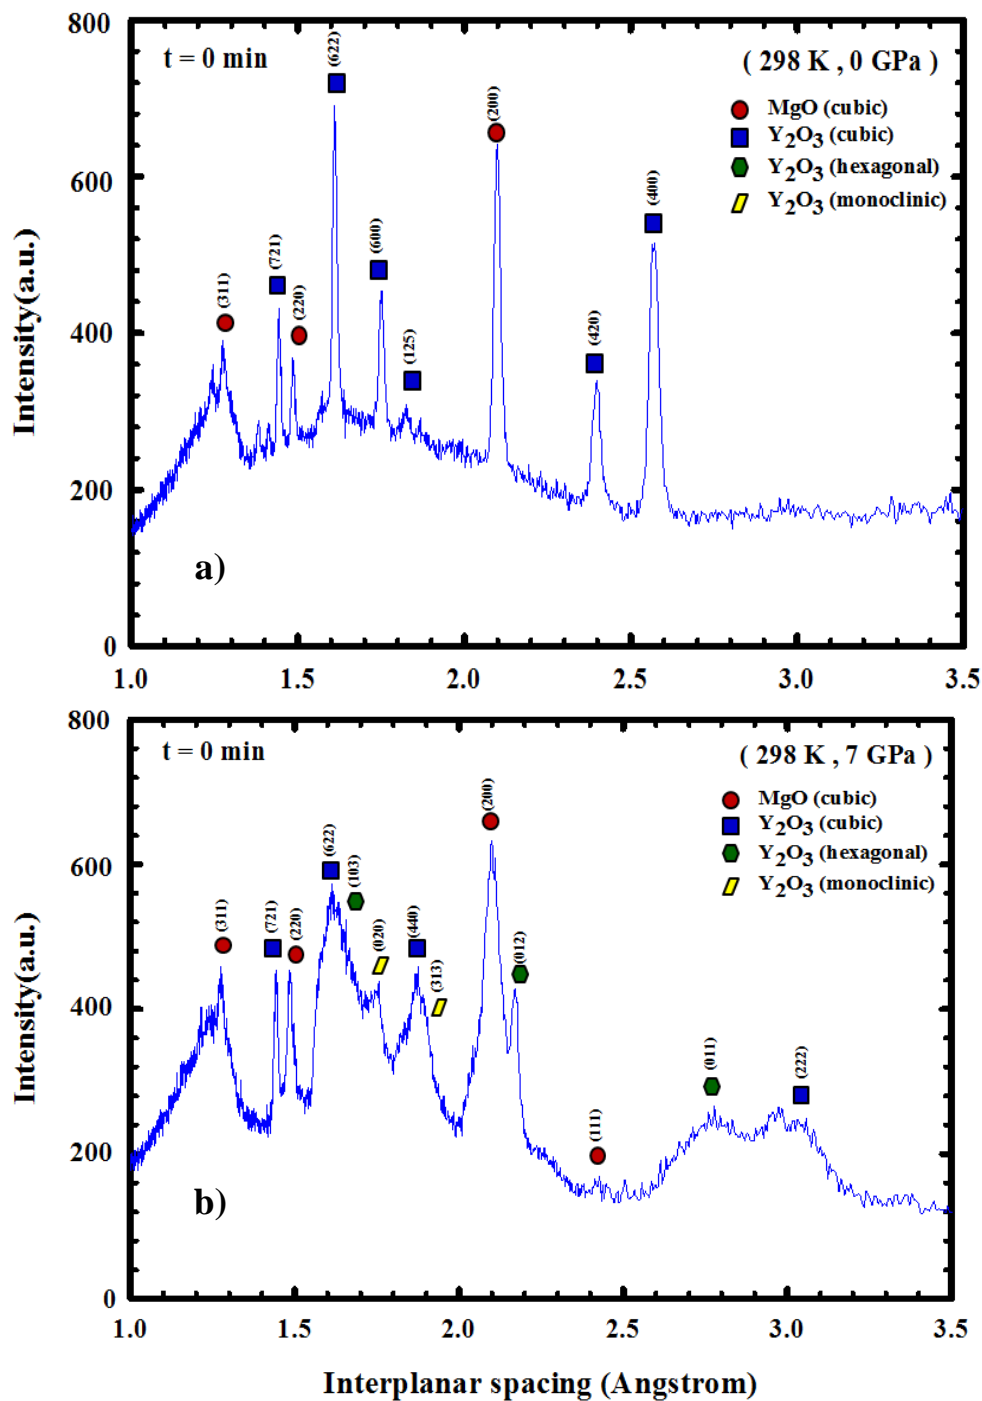 800
t = 0 min
(622)
( 298 K , 0 GPa )
MgO (cubic)
Y2O3 (cubic)
Y2O3 (hexagonal)
Y2O3 (monoclinic)
(200)
600
(400)
(600)
(721)
(311)
(220)
400
(125)
(420)
200
a)
0
Intensity(a.u.)
1.0 1.5 2.0 2.5 3.0 3.5
800
t = 0 min
( 298 K , 7 GPa )
MgO (cubic)
Y2O3 (cubic)
Y2O3 (hexagonal)
Y2O3 (monoclinic)
(200)
(622)
(103)
600
(311)
(721)
(220)
(020)
(440)
(012)
(313)
400
(011)
(222)
(111)
200
b)
0
Intensity(a.u.)
1.0 1.5 2.0 2.5 3.0 3.5
Interplanar spacing (Angstrom)